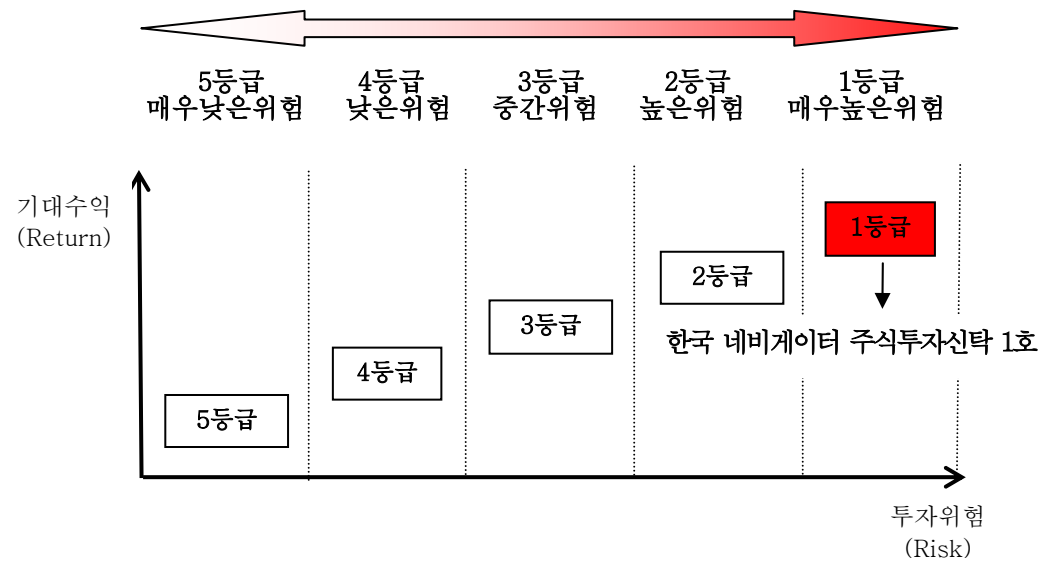 5등급 4등급 3등급 2등급 1등급
매우낮은위험 낮은위험 중간위험 높은위험 매우높은위험
기대수익
(Return)
1등급
2등급
3등급
한국 네비게이터 주식투자신탁 1호
4등급
5등급
투자위험
(Risk)